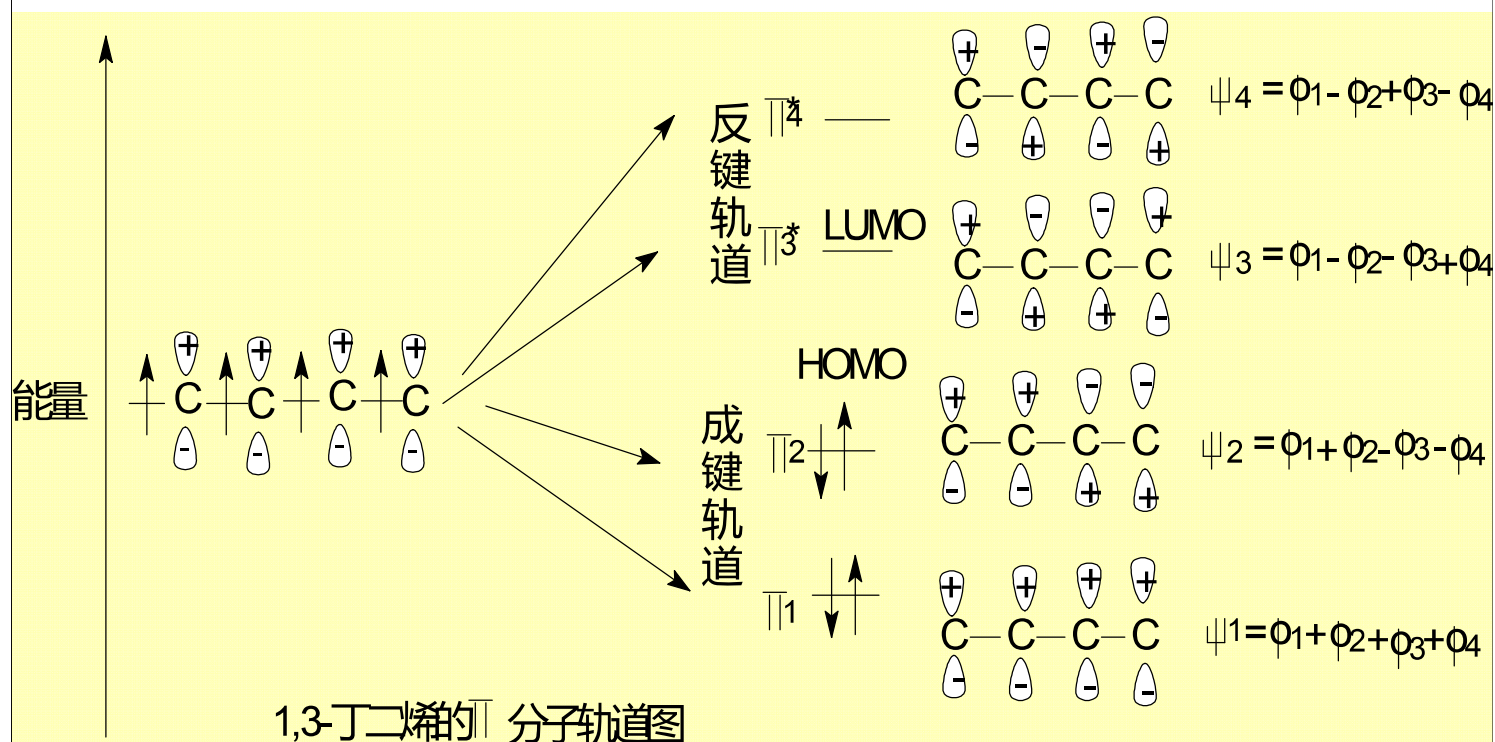 + - + -
反键轨道 π4* C—C—C—C ψ4 = φ1- φ2+φ3- φ4
- + - +
+ - - +
π3* LUMO C—C—C—C ψ3 = φ1- φ2- φ3+φ4
- + + -
+ + + +
能量 C C C C
- - - -
HOMO
+ + - -
成键轨道 π2 C—C—C—C ψ2 = φ1+ φ2-φ3-φ4
- - + +
+ + + +
π1 C—C—C—C ψ1=φ1+φ2+φ3+φ4
- - - -
1,3-丁二烯的π 分子轨道图